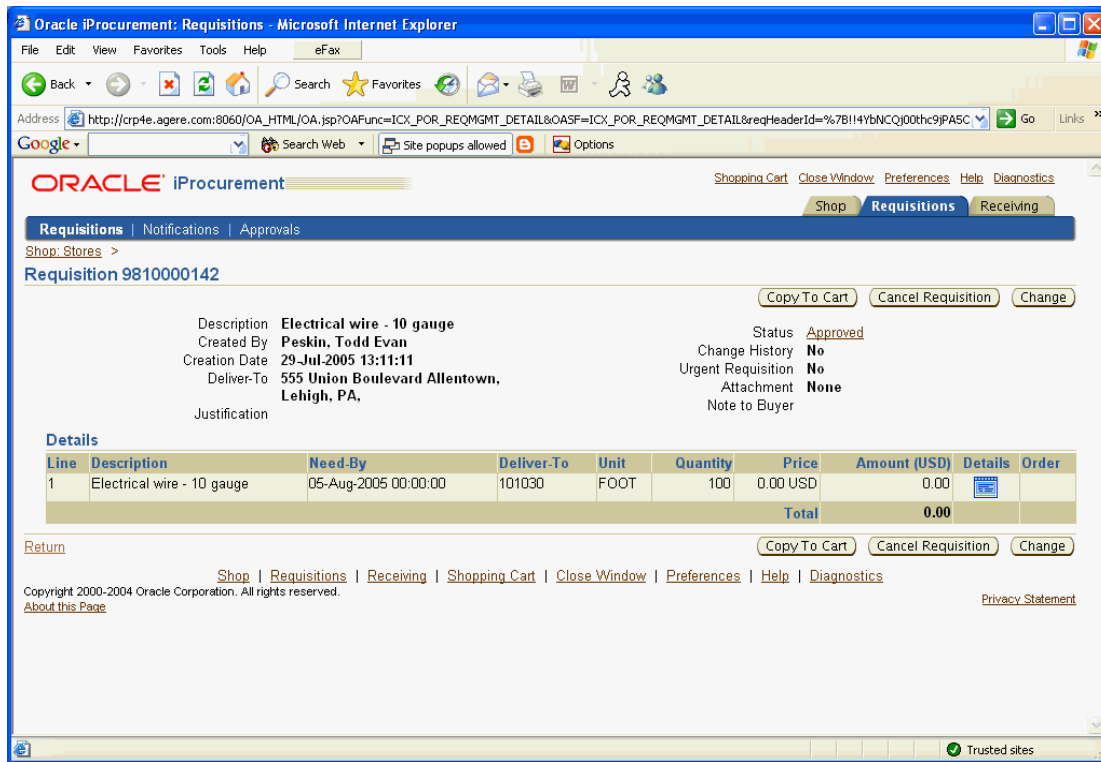 Oracle iProcurement: Requisitions - Microsoft Internet Explorer
File Edit View Favorites Tools Help eFax
Back Search Favorites
Address http://crp4e.agere.com:8060/OA_HTML/OA.jsp?OAFunc=ICX_POR_REQMGMT_DETAIL&OASF=ICX_POR_REQMGMT_DETAIL&reqHeaderId=%7B!!4YbNCQj00thc9jPA5C Go Links »
Google Search Web Site popups allowed Options
ORACLE iProcurement
Shopping Cart Close Window Preferences Help Diagnostics
Shop Requisitions Receiving
Requisitions | Notifications | Approvals
Shop: Stores >
Requisition 9810000142
Copy To Cart Cancel Requisition Change
Description Electrical wire - 10 gauge
Created By Peskin, Todd Evan
Creation Date 29-Jul-2005 13:11:11
Deliver-To 555 Union Boulevard Allentown,
Lehigh, PA,
Justification
Status Approved
Change History No
Urgent Requisition No
Attachment None
Note to Buyer
Details
Line Description Need-By Deliver-To Unit Quantity Price Amount (USD) Details Order
1 Electrical wire - 10 gauge 05-Aug-2005 00:00:00 101030 FOOT 100 0.00 USD 0.00
Total 0.00
Return
Copy To Cart Cancel Requisition Change
Shop | Requisitions | Receiving | Shopping Cart | Close Window | Preferences | Help | Diagnostics
Copyright 2000-2004 Oracle Corporation. All rights reserved.
About this Page
Privacy Statement
Trusted sites